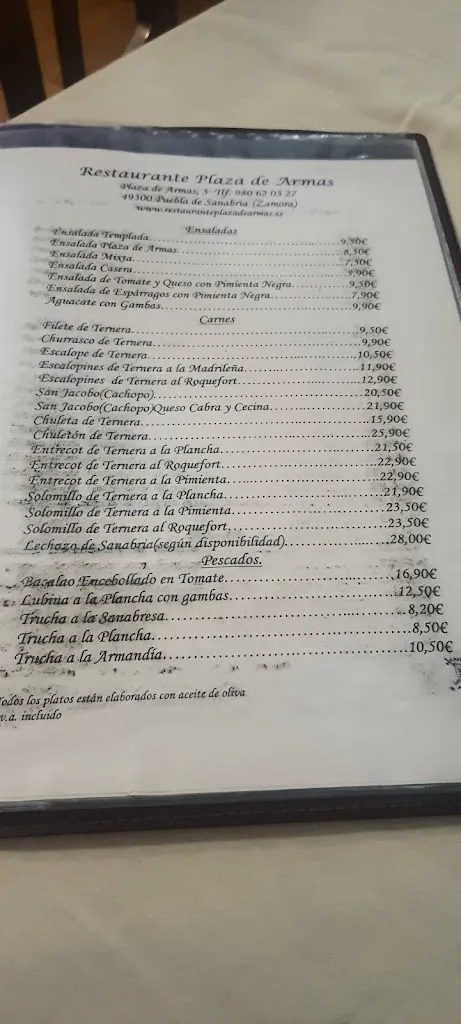 Restaurante Plaza de Armas
Plaza de Armas, 5 Tlf. 980 62 05 27
49300 Puebla de Sanabria (Zamora)
www.restauranteplazadearmas.es
Ensaladas
Ensalada Templada 9,90€
Ensalada Plaza de Armas 8,50€
Ensalada Mixta 7,50€
Ensalada Casera 8,90€
Ensalada de Tomate y Queso con Pimienta Negra 9,50€
Ensalada de Espárragos con Pimienta Negra 7,90€
Aguacate con Gambas 9,90€
Carnes
Filete de Ternera 9,50€
Churrasco de Ternera 9,90€
Escalope de Ternera 10,50€
Escalopines de Ternera a la Madrileña 11,90€
Escalopines de Ternera al Roquefort 12,90€
San Jacobo(Cachopo) 20,50€
San Jacobo(Cachopo)Queso Cabra y Cecina 21,90€
Chuleta de Ternera 15,90€
Chuletón de Ternera 25,90€
Entrecot de Ternera a la Plancha 21,50€
Entrecot de Ternera al Roquefort 22,90€
Entrecot de Ternera a la Pimienta 22,90€
Solomillo de Ternera a la Plancha 21,90€
Solomillo de Ternera a la Pimienta 23,50€
Solomillo de Ternera al Roquefort 23,50€
Lechazo de Sanabria(según disponibilidad) 28,00€
Pescados.
Bacalao Encebollado en Tomate 16,90€
Lubina a la Plancha con gambas 12,50€
Trucha a la Sanabresa 8,20€
Trucha a la Plancha 8,50€
Trucha a la Armandía 10,50€
Todos los platos están elaborados con aceite de oliva
v.a. incluido